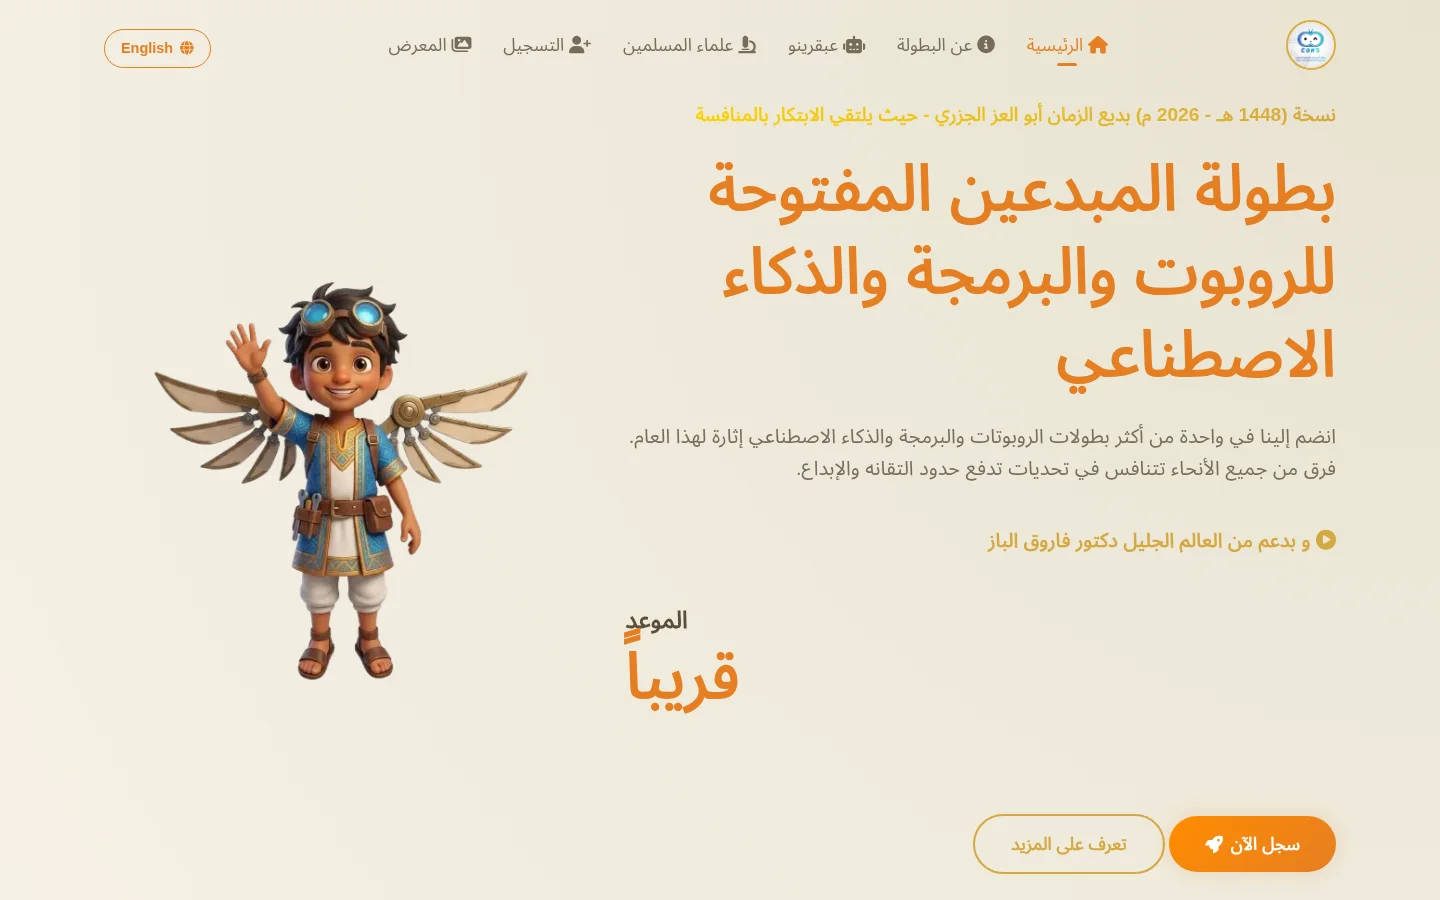 الرئيسية
عن البطولة
عبقرينو
علماء المسلمين
التسجيل
المعرض
English
نسخة (1448 هـ - 2026 م) بديع الزمان أبو العز الجزري - حيث يلتقي الابتكار بالمنافسة
بطولة المبدعين المفتوحة
للروبوت والبرمجة والذكاء
الاصطناعي
انضم إلينا في واحدة من أكثر بطولات الروبوتات والبرمجة والذكاء الاصطناعي إثارة لهذا العام.
فرق من جميع الأنحاء تتنافس في تحديات تدفع حدود التقانه والإبداع.
و بدعم من العالم الجليل دكتور فاروق الباز
الموعد
قريباً
سجل الآن
تعرف على المزيد